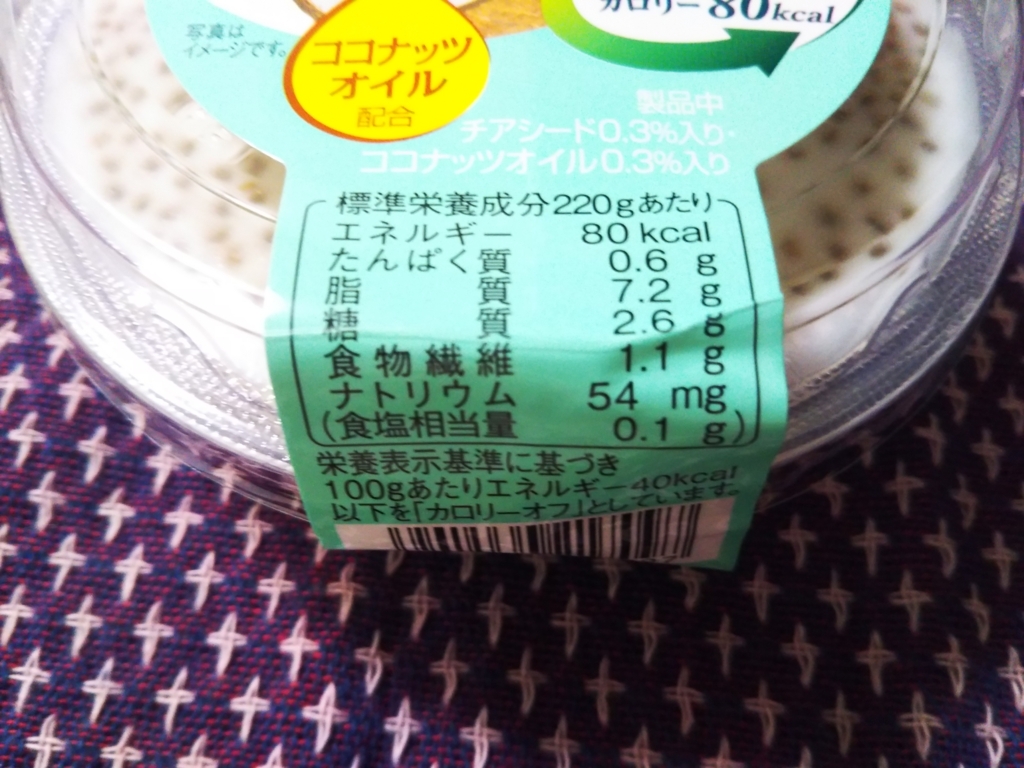 カロリー80kcal
写真は
イメージです。
ココナッツ
オイル
配合
製品中
チアシード0.3%入り・
ココナッツオイル0.3%入り
標準栄養成分220gあたり
エネルギー 80 kcal
たんぱく質 0.6 g
脂質 7.2 g
糖質 2.6 g
食物繊維 1.1 g
ナトリウム 54 mg
(食塩相当量 0.1 g)
栄養表示基準に基づき
100gあたりエネルギー40kcal
以下を「カロリーオフ」としています。